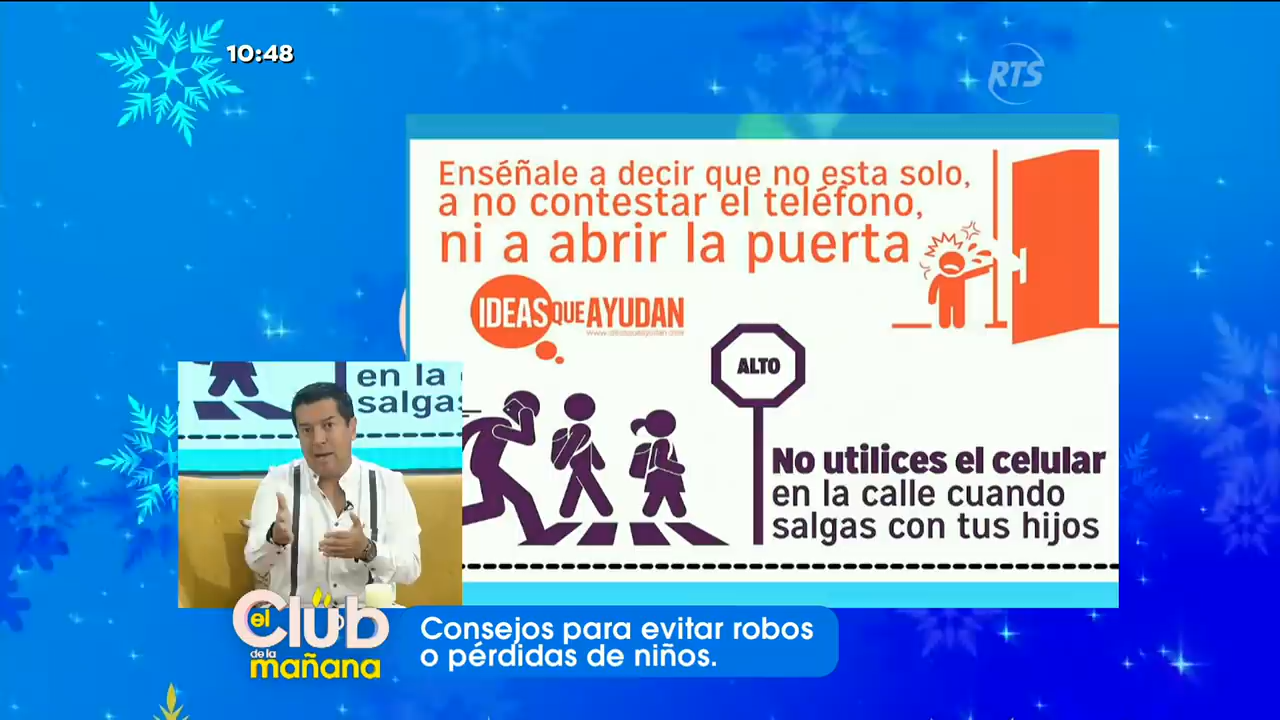 10:48
RTS
Enséñale a decir que no esta solo,
a no contestar el teléfono,
ni a abrir la puerta
IDEAS QUE AYUDAN
ALTO
No utilices el celular
en la calle cuando
salgas con tus hijos
en la
salgas
el Club
de la
mañana
Consejos para evitar robos
o pérdidas de niños.